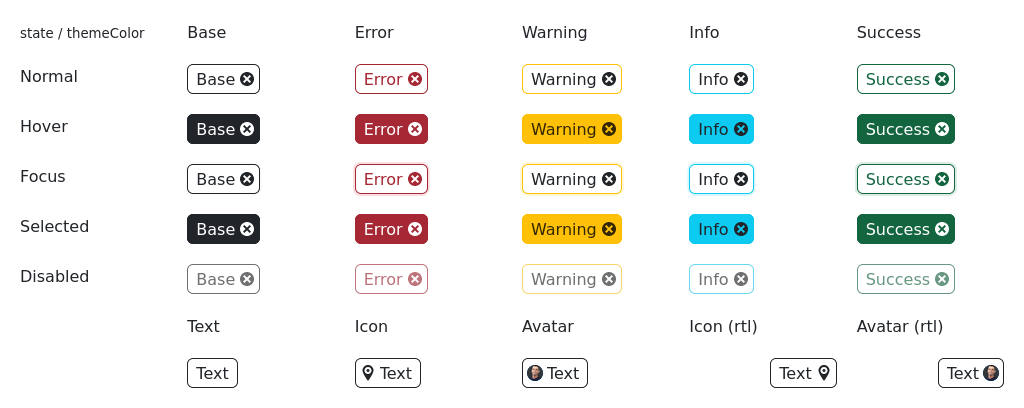 state / themeColor Base Error Warning Info Success
Normal Base Error Warning Info Success
Hover Base Error Warning Info Success
Focus Base Error Warning Info Success
Selected Base Error Warning Info Success
Disabled Base Error Warning Info Success
Text Icon Avatar Icon (rtl) Avatar (rtl)
Text Text Text Text Text